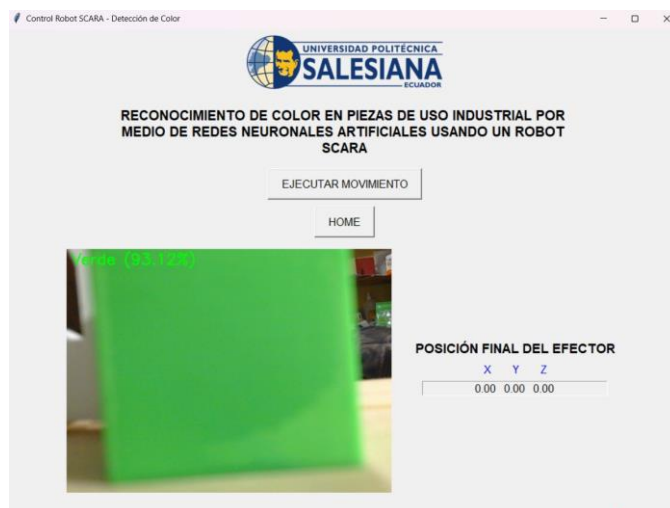 Control Robot SCARA - Detección de Color
UNIVERSIDAD POLITÉCNICA
SALESIANA
ECUADOR
RECONOCIMIENTO DE COLOR EN PIEZAS DE USO INDUSTRIAL POR
MEDIO DE REDES NEURONALES ARTIFICIALES USANDO UN ROBOT
SCARA
EJECUTAR MOVIMIENTO
HOME
Verde (93.12%)
POSICIÓN FINAL DEL EFECTOR
X Y Z
0.00 0.00 0.00